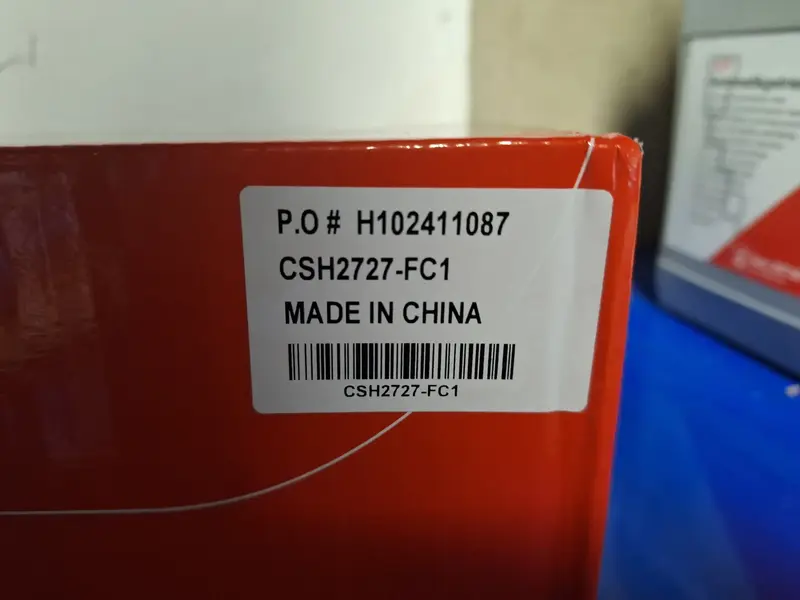 P.O # H102411087
CSH2727-FC1
MADE IN CHINA
CSH2727-FC1